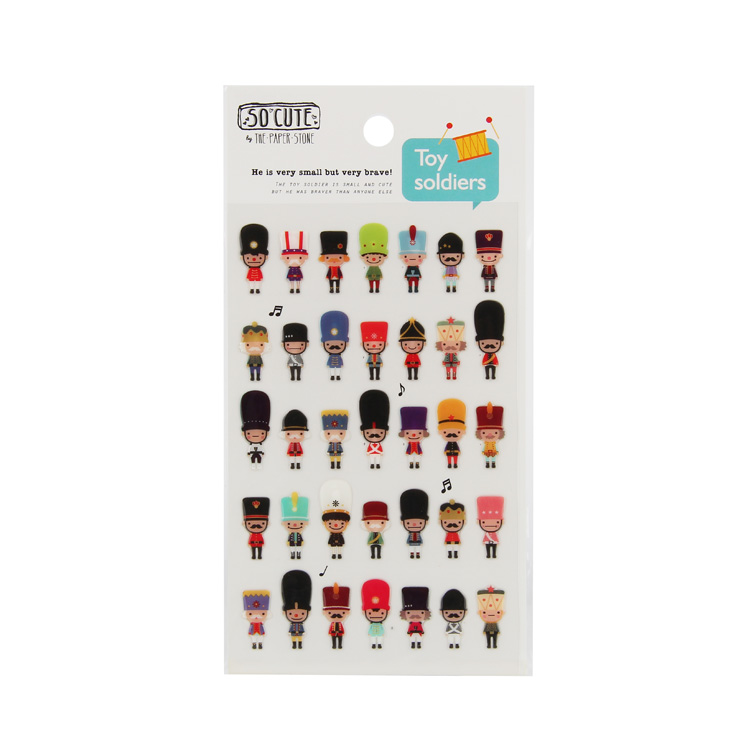 SO CUTE
by THE·PAPER·STONE
He is very small but very brave!
THE TOY SOLDIER IS SMALL AND CUTE
BUT HE WAS BRAVER THAN ANYONE ELSE
Toy
soldiers